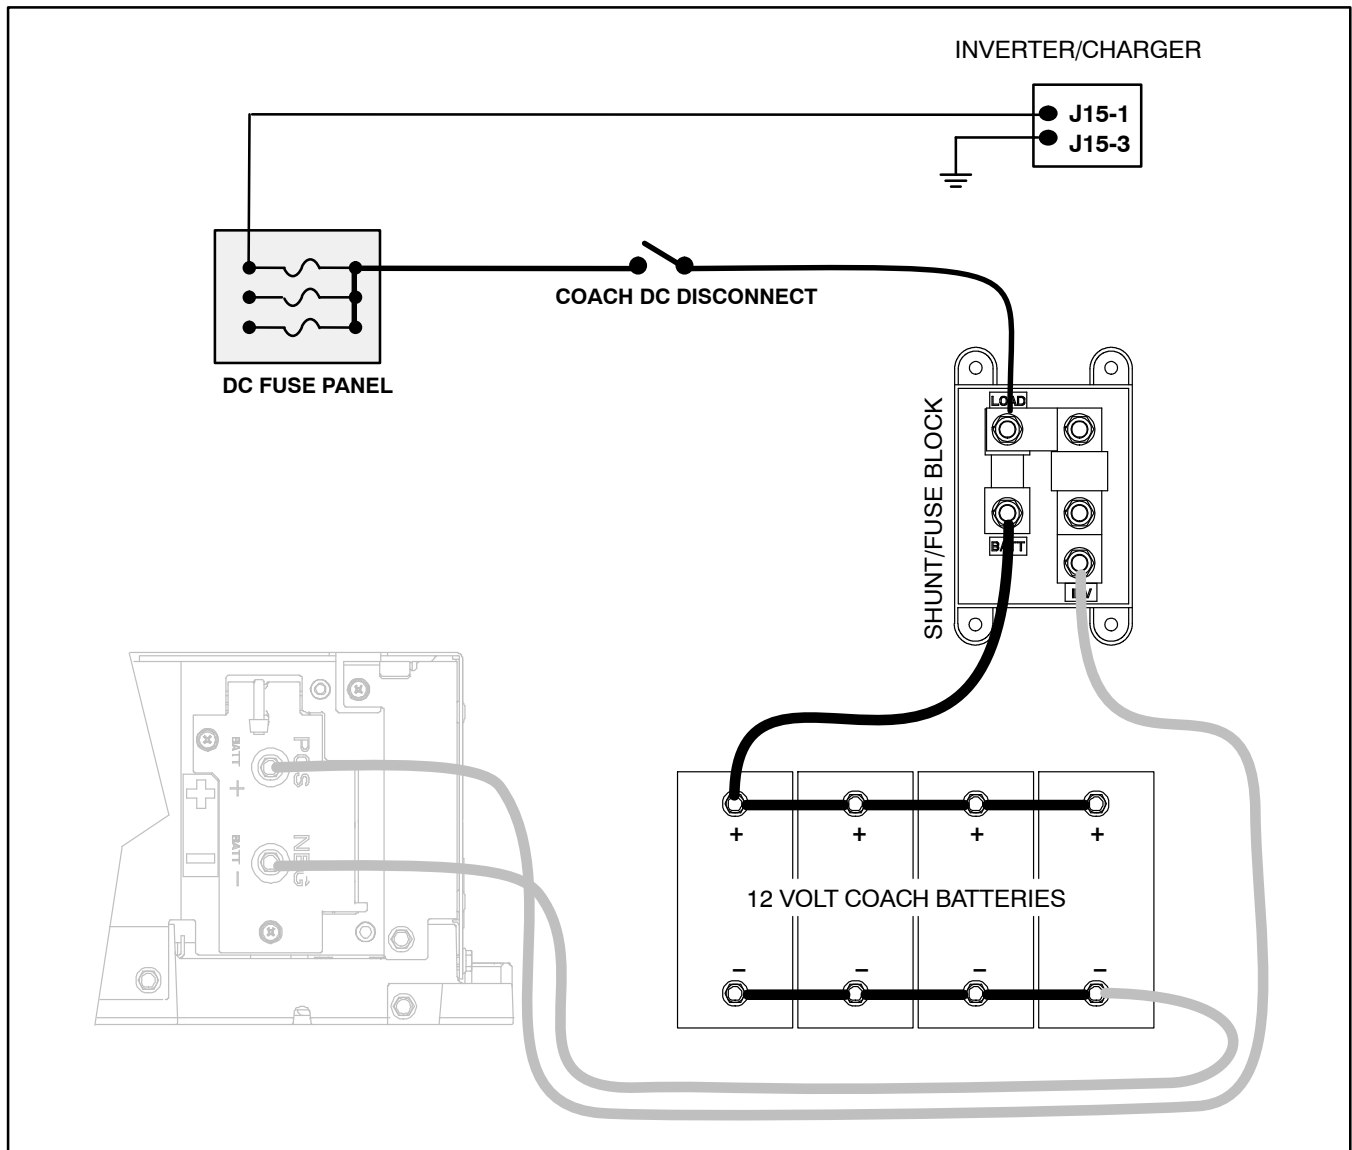 INVERTER/CHARGER
J15-1
J15-3
COACH DC DISCONNECT
DC FUSE PANEL
SHUNT/FUSE BLOCK
LOAD
BATT
INV
POS
BATT +
NEG
BATT –
+ + + +
12 VOLT COACH BATTERIES
– – – –